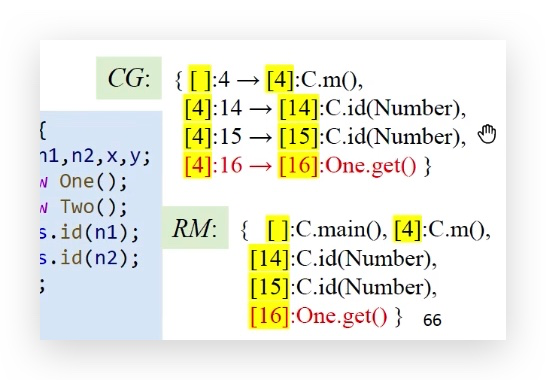 CG: { [ ]:4 → [4]:C.m(),
[4]:14 → [14]:C.id(Number),
[4]:15 → [15]:C.id(Number),
[4]:16 → [16]:One.get() }
{
n1,n2,x,y;
w One();
w Two();
s.id(n1);
s.id(n2);
;
RM: { [ ]:C.main(), [4]:C.m(),
[14]:C.id(Number),
[15]:C.id(Number),
[16]:One.get() }
66